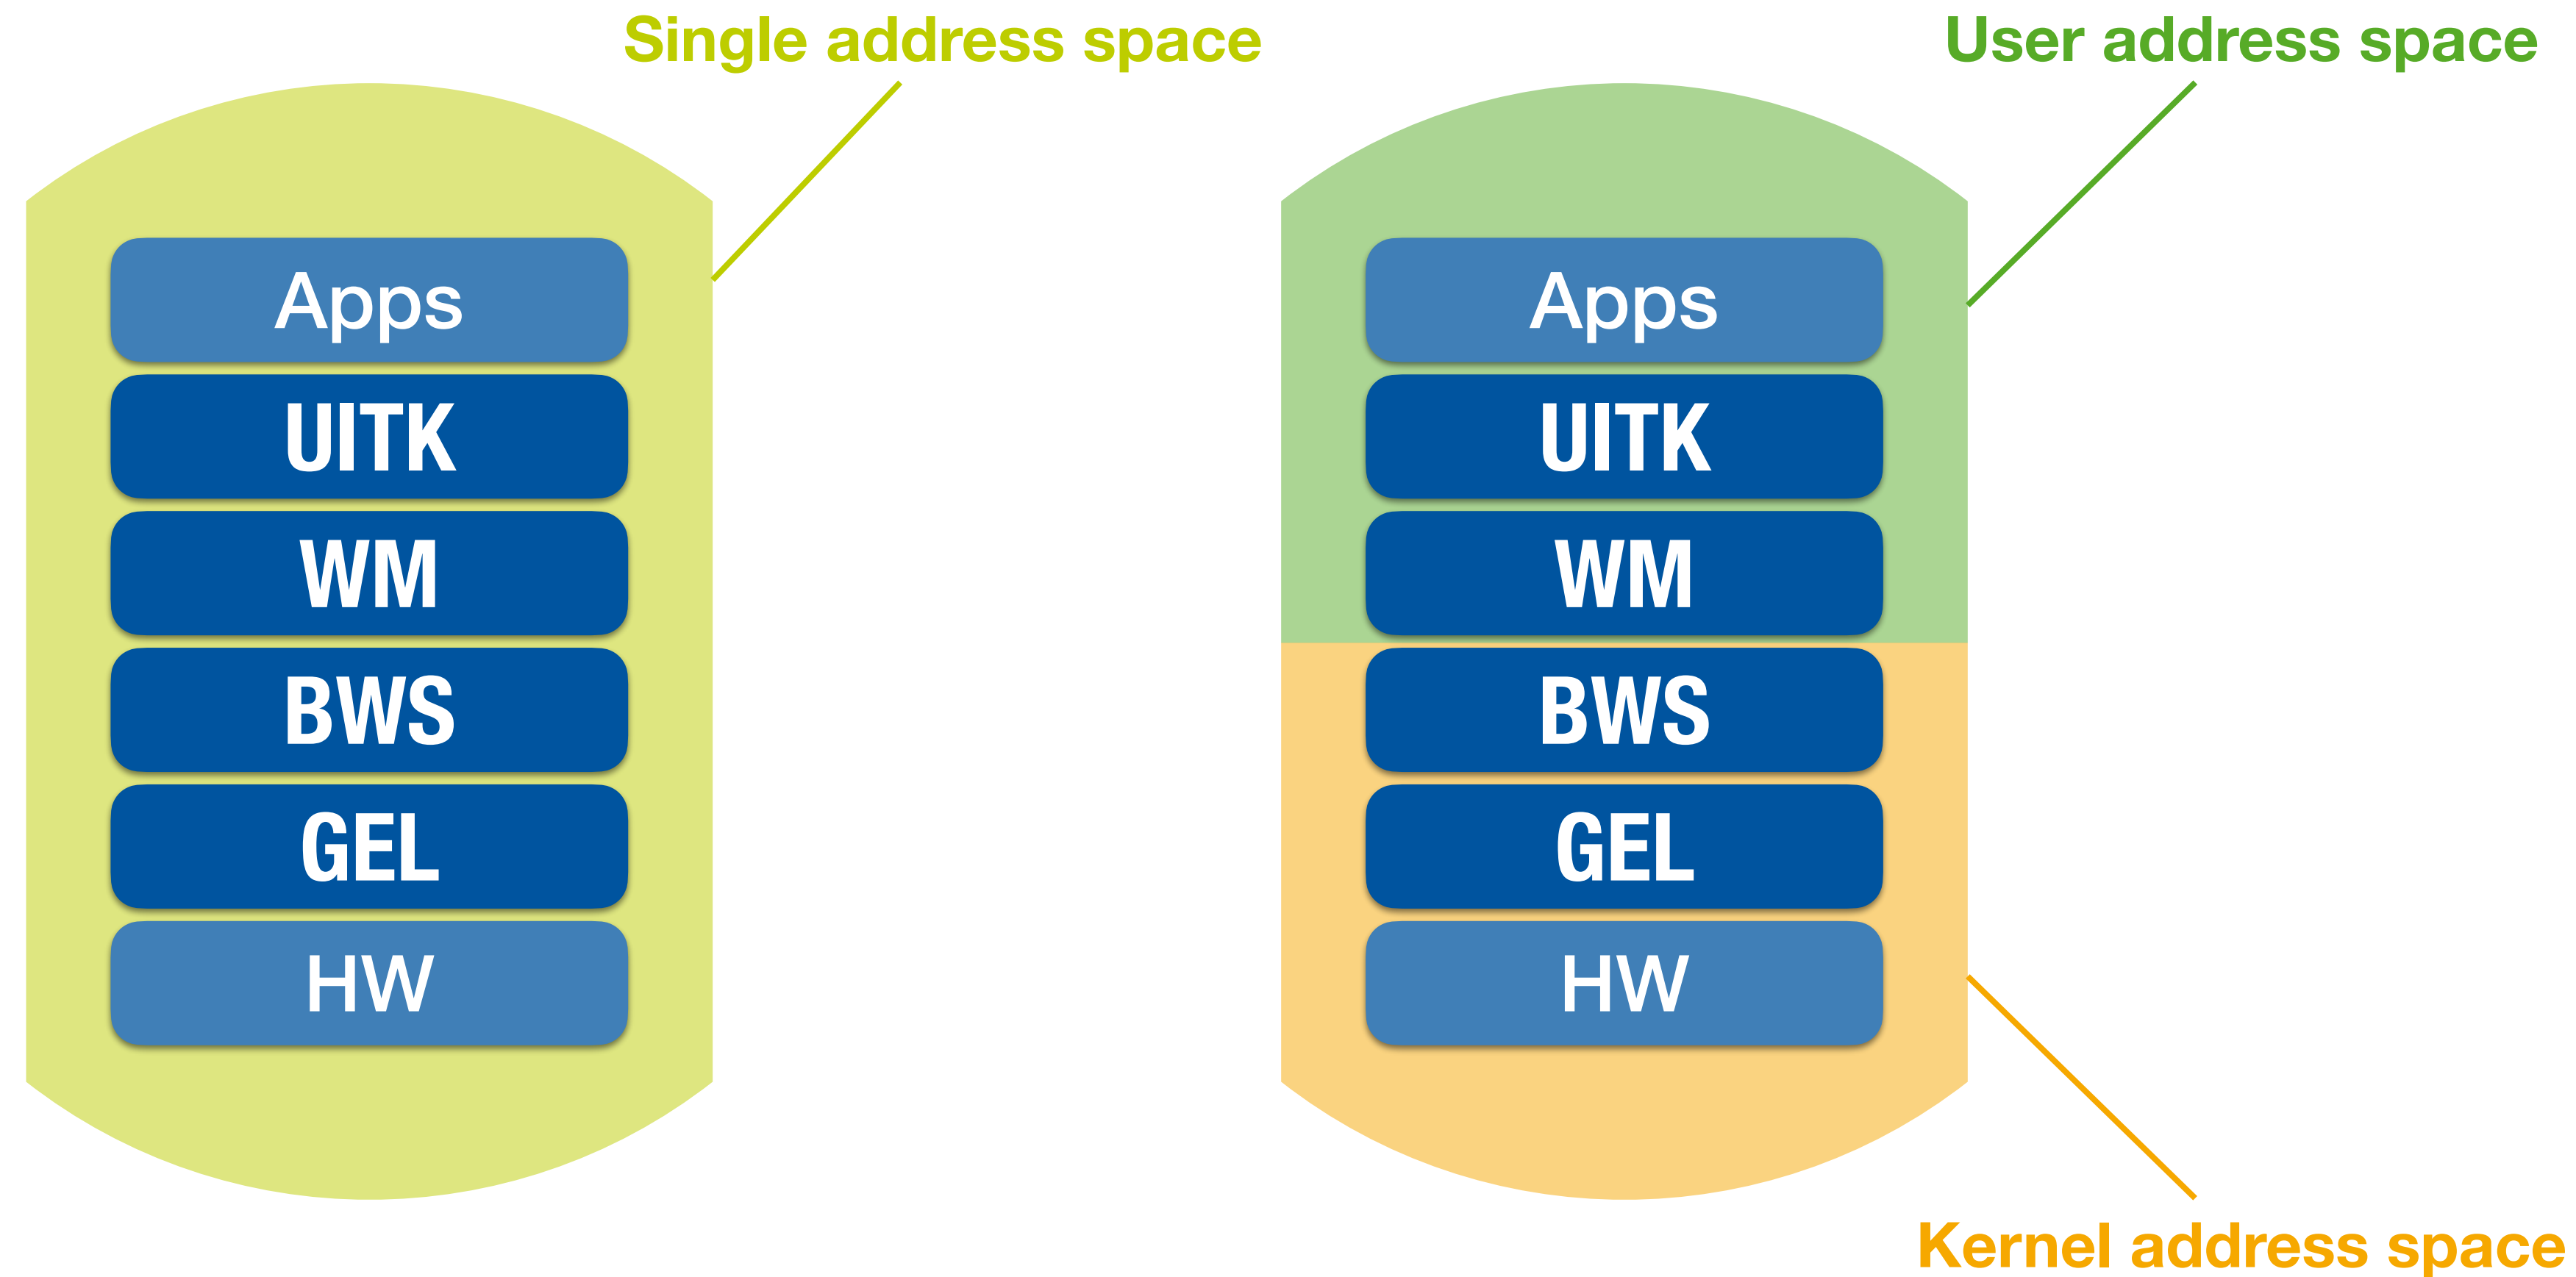 Single address space
Apps
UITK
WM
BWS
GEL
HW
User address space
Apps
UITK
WM
BWS
GEL
HW
Kernel address space